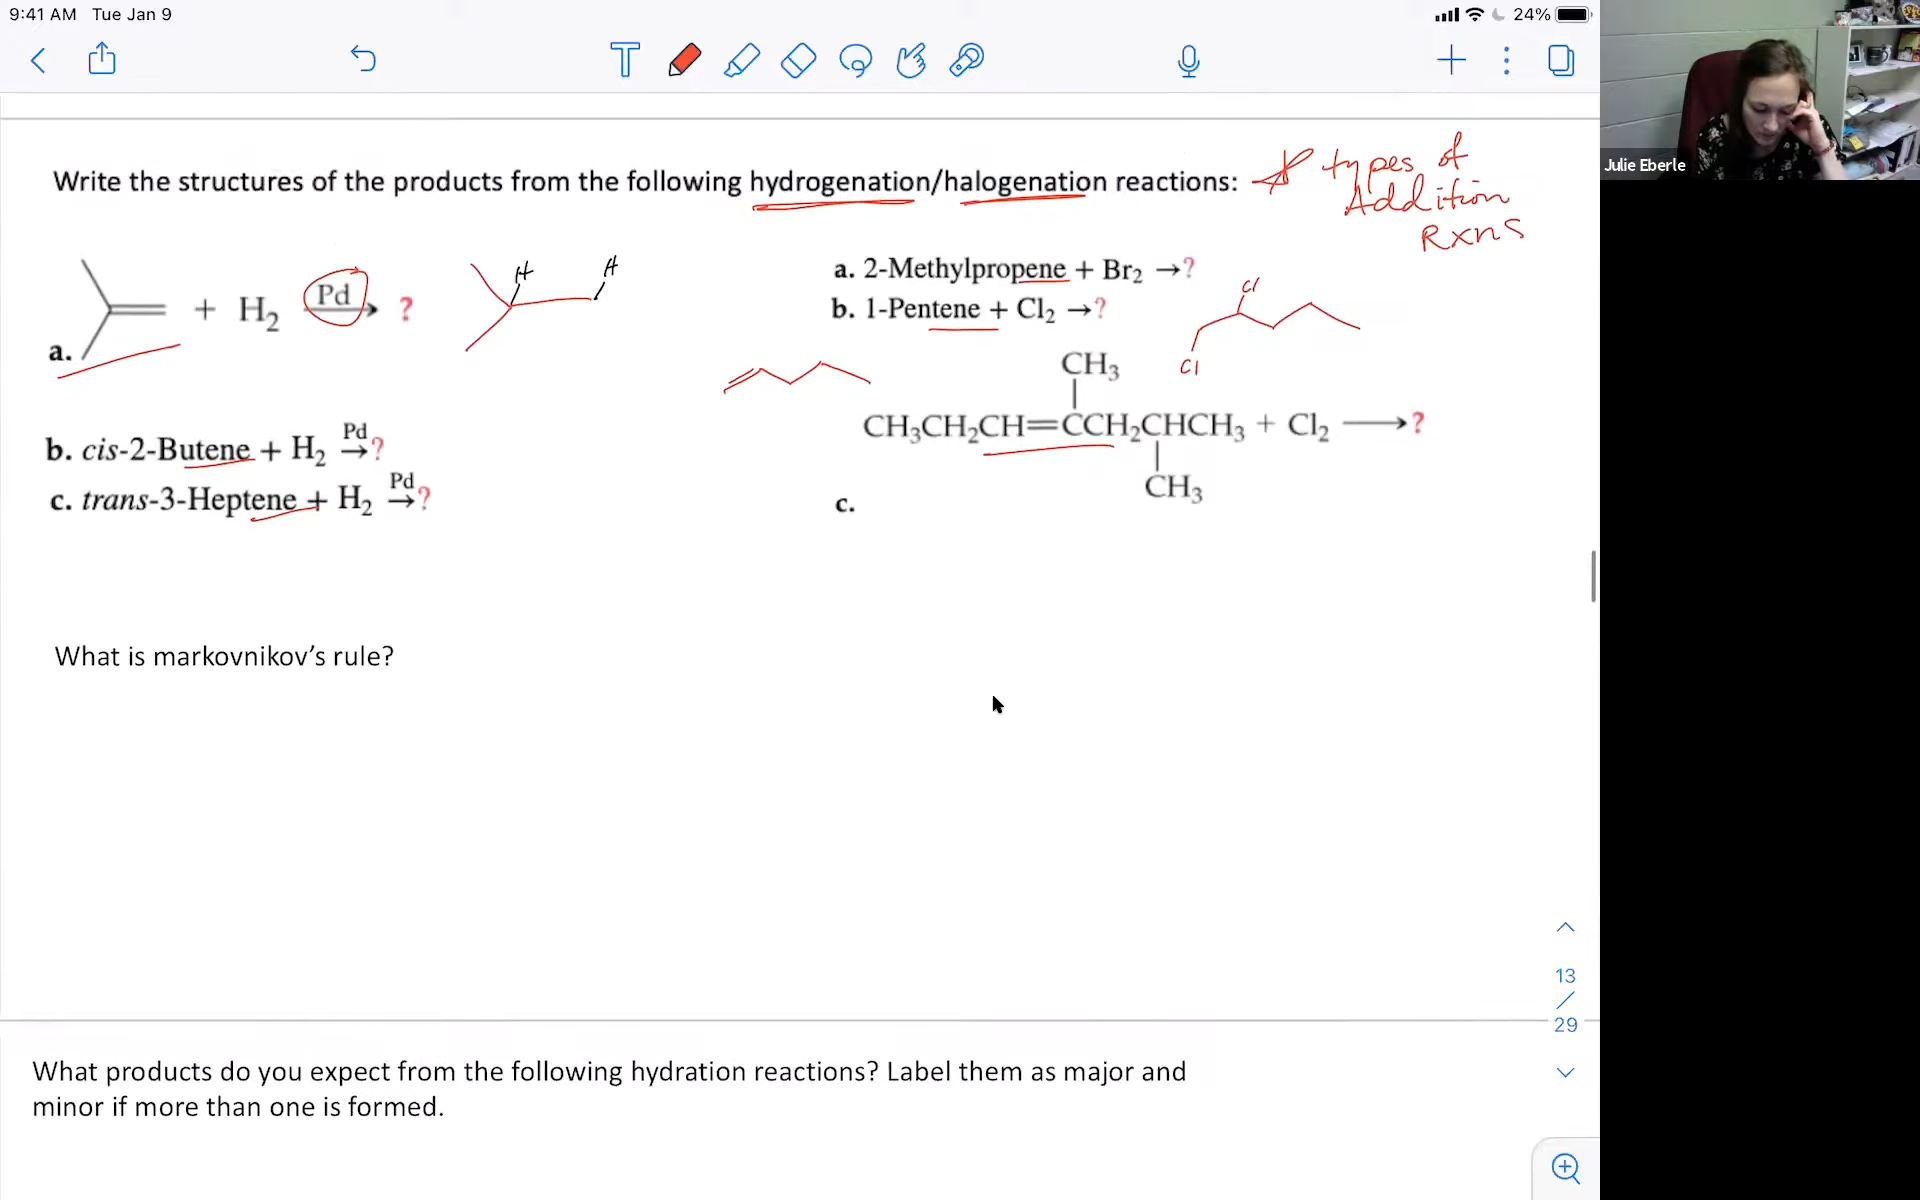 9:41 AM Tue Jan 9
24%
Julie Eberle
Write the structures of the products from the following hydrogenation/halogenation reactions:
types of
Addition
Rxns
a.
+ H₂ Pd → ?
H H
b. cis-2-Butene + H₂ Pd → ?
c. trans-3-Heptene + H₂ Pd → ?
a. 2-Methylpropene + Br₂ → ?
b. 1-Pentene + Cl₂ → ?
Cl
Cl
CH₃
CH₃CH₂CH=CCH₂CHCH₃ + Cl₂ → ?
CH₃
c.
What is markovnikov's rule?
13
/
29
What products do you expect from the following hydration reactions? Label them as major and
minor if more than one is formed.